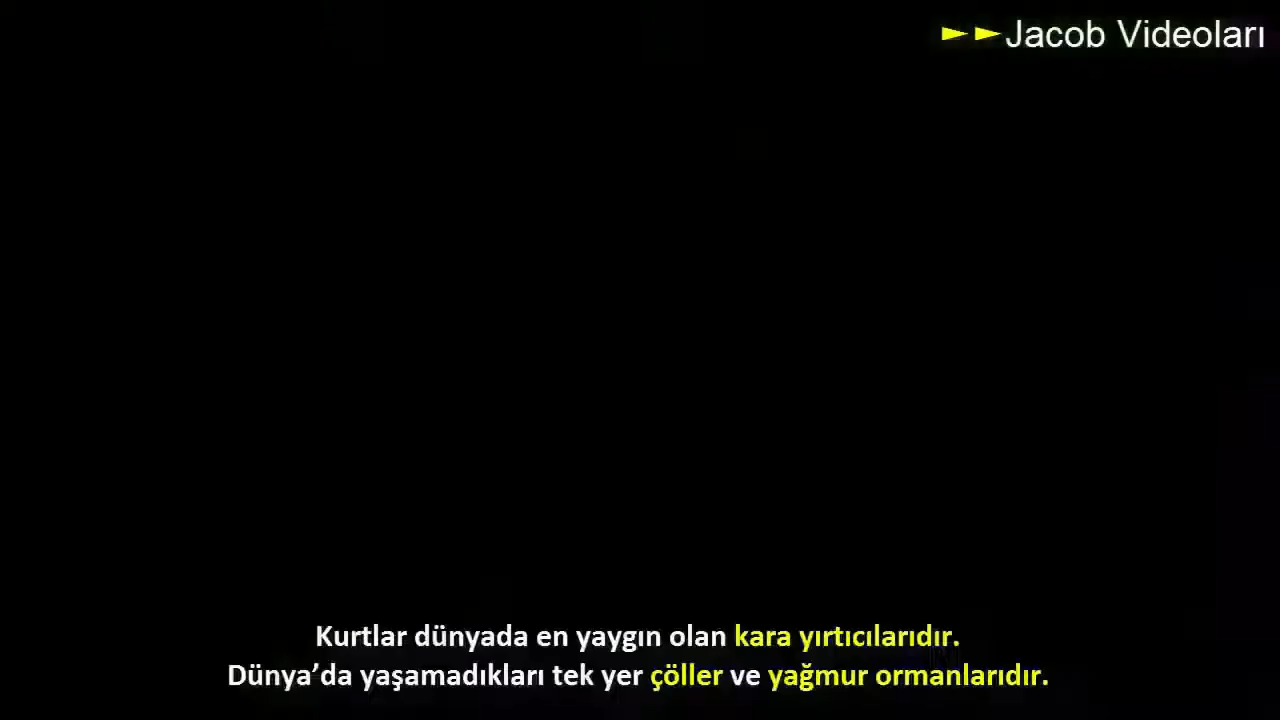 ►►Jacob Videoları
Kurtlar dünyada en yaygın olan kara yırtıcılarıdır.
Dünya’da yaşamadıkları tek yer çöller ve yağmur ormanlarıdır.